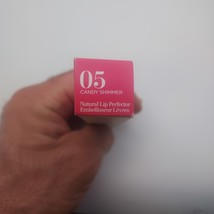 05
CANDY SHIMMER
Natural Lip Perfector
Embellisseur Lèvres